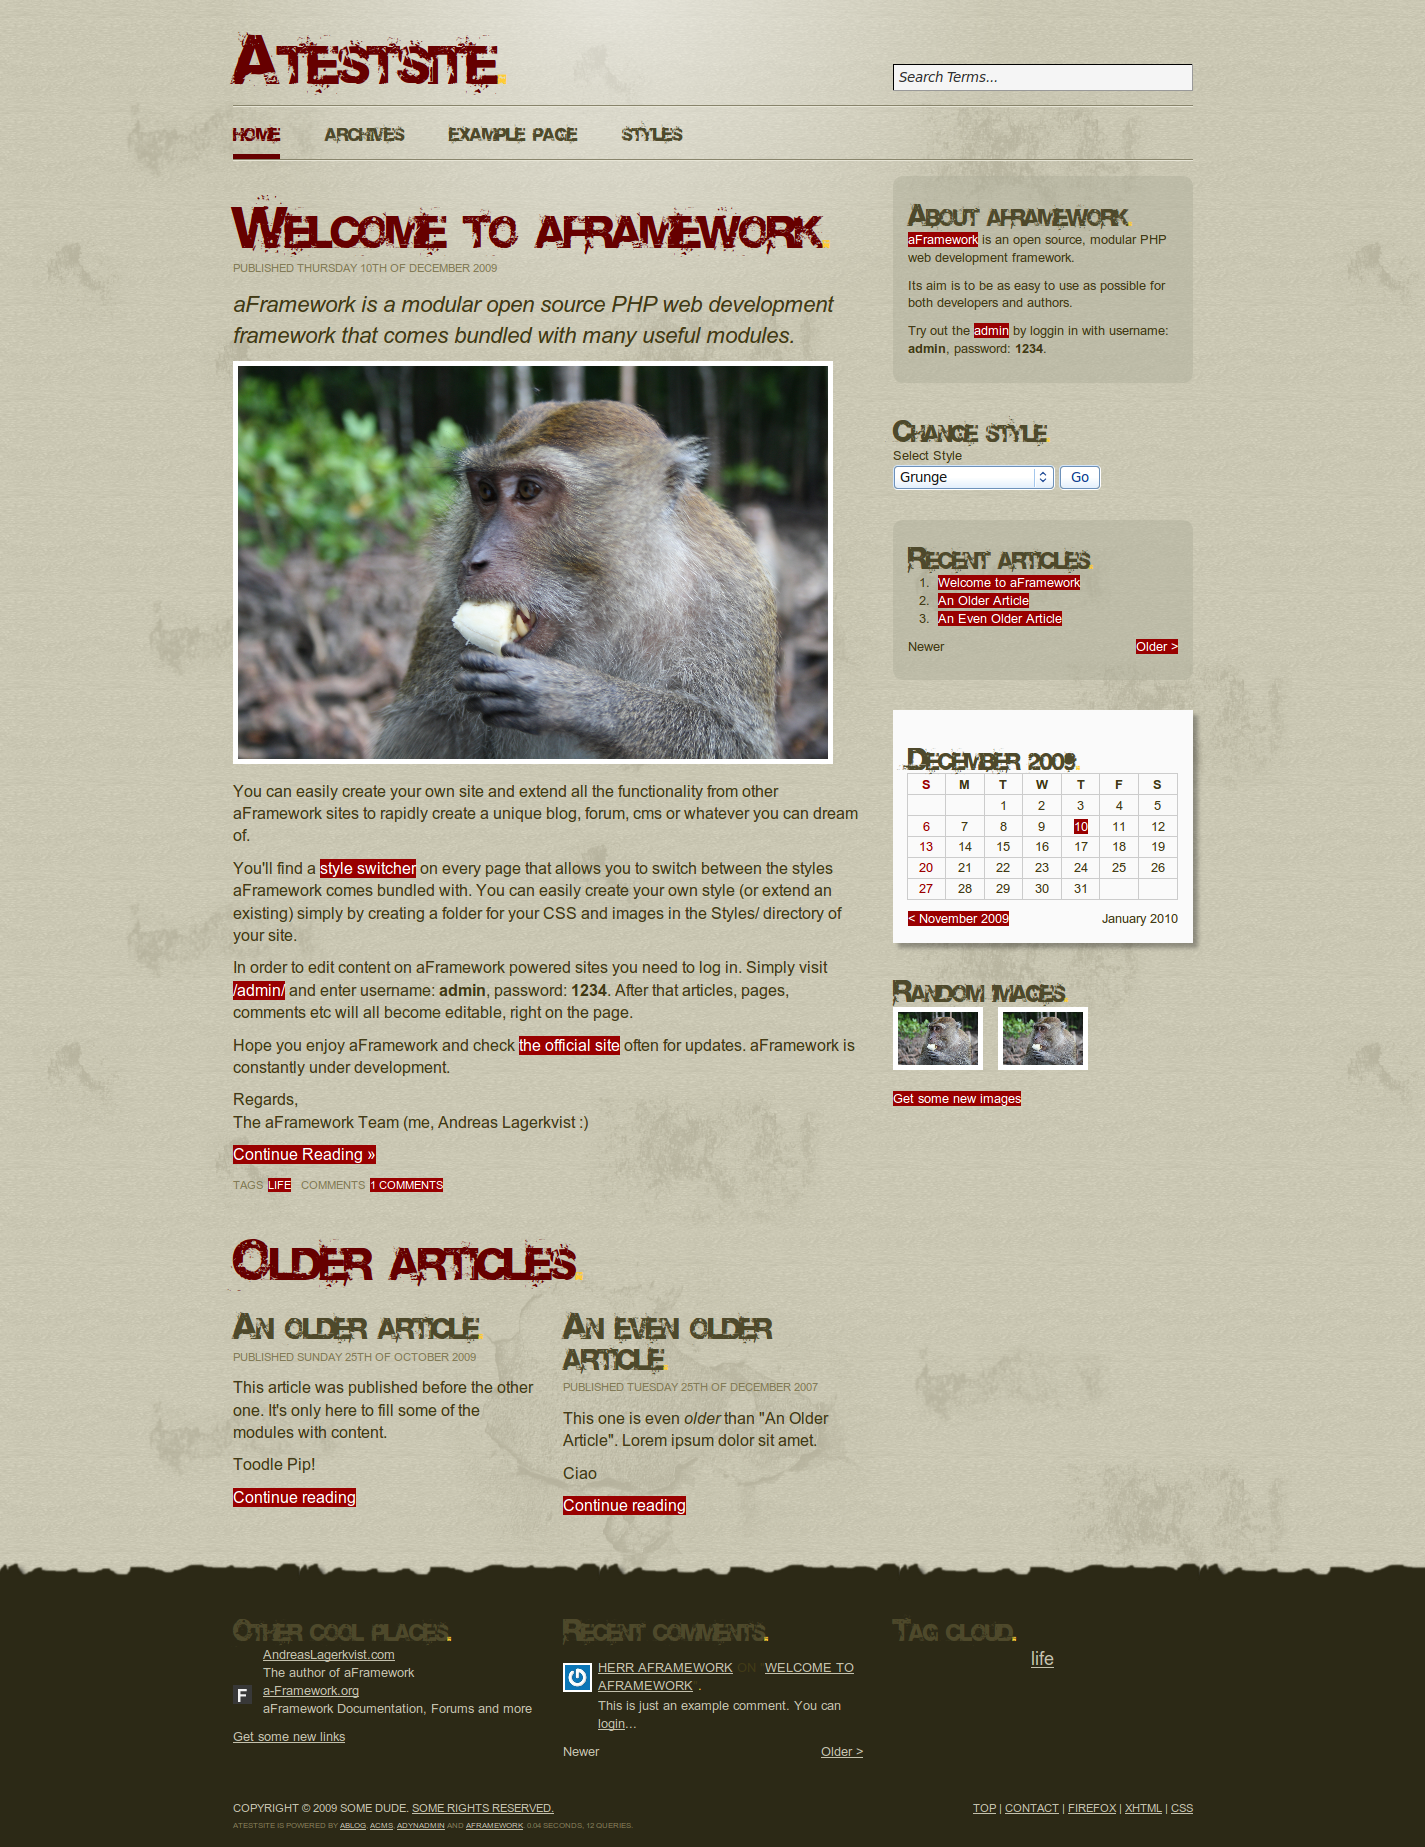 Atestsite.
Search Terms...
Home
Archives
Example Page
Styles
Welcome to aframework.
PUBLISHED THURSDAY 10TH OF DECEMBER 2009
aFramework is a modular open source PHP web development
framework that comes bundled with many useful modules.
You can easily create your own site and extend all the functionality from other
aFramework sites to rapidly create a unique blog, forum, cms or whatever you can dream
of.
You'll find a style switcher on every page that allows you to switch between the styles
aFramework comes bundled with. You can easily create your own style (or extend an
existing) simply by creating a folder for your CSS and images in the Styles/ directory of
your site.
In order to edit content on aFramework powered sites you need to log in. Simply visit
/admin/ and enter username: admin, password: 1234. After that articles, pages,
comments etc will all become editable, right on the page.
Hope you enjoy aFramework and check the official site often for updates. aFramework is
constantly under development.
Regards,
The aFramework Team (me, Andreas Lagerkvist :)
Continue Reading »
TAGS LIFE COMMENTS 1 COMMENTS
Older articles.
An older article.
PUBLISHED SUNDAY 25TH OF OCTOBER 2009
This article was published before the other
one. It's only here to fill some of the
modules with content.
Toodle Pip!
Continue reading
An even older
article.
PUBLISHED TUESDAY 25TH OF DECEMBER 2007
This one is even older than "An Older
Article". Lorem ipsum dolor sit amet.
Ciao
Continue reading
About aframework.
aFramework is an open source, modular PHP
web development framework.
Its aim is to be as easy to use as possible for
both developers and authors.
Try out the admin by loggin in with username:
admin, password: 1234.
Change style.
Select Style
Grunge Go
Recent articles.
1. Welcome to aFramework
2. An Older Article
3. An Even Older Article
Newer Older >
December 2009.
S M T W T F S
1 2 3 4 5
6 7 8 9 10 11 12
13 14 15 16 17 18 19
20 21 22 23 24 25 26
27 28 29 30 31
< November 2009 January 2010
Random images.
Get some new images
Other cool places.
AndreasLagerkvist.com
The author of aFramework
F a-Framework.org
aFramework Documentation, Forums and more
Get some new links
Recent comments.
HERR AFRAMEWORK ON "WELCOME TO
AFRAMEWORK".
This is just an example comment. You can
login...
Newer Older >
Tag cloud.
life
COPYRIGHT © 2009 SOME DUDE. SOME RIGHTS RESERVED.
TOP | CONTACT | FIREFOX | XHTML | CSS
ATESTSITE IS POWERED BY ABLOG, ACMS, ADYNADMIN AND AFRAMEWORK. 0.04 SECONDS, 12 QUERIES.